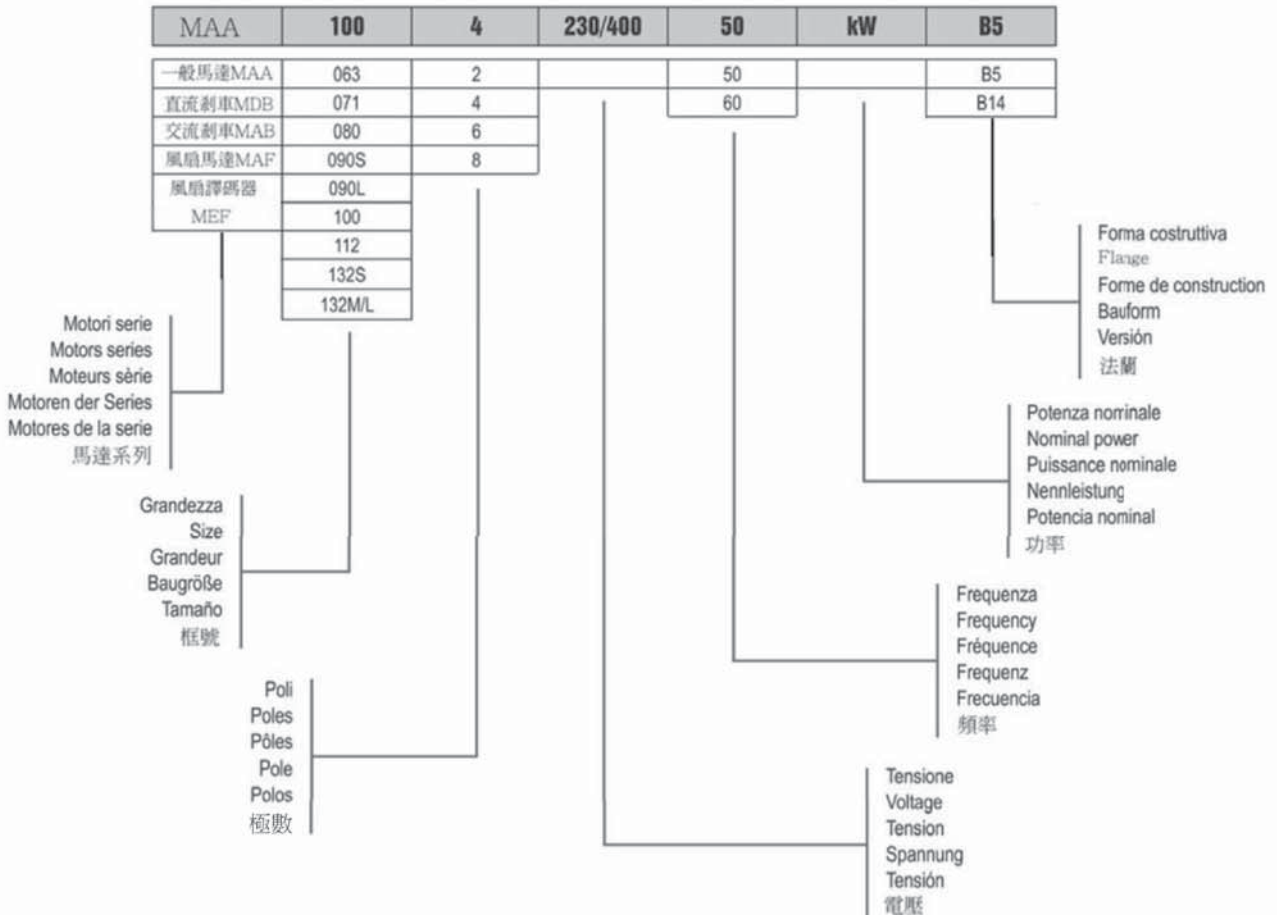 MAA 100 4 230/400 50 kW B5
一般馬達MAA 063 2 50 B5
直流剎車MDB 071 4 60 B14
交流剎車MAB 080 6
風扇馬達MAF 090S 8
風扇譯碼器 090L
MEF 100
112
132S
132M/L
Motori serie
Motors series
Moteurs sèrie
Motoren der Series
Motores de la serie
馬達系列
Grandezza
Size
Grandeur
Baugröße
Tamaño
框號
Poli
Poles
Pôles
Pole
Polos
極數
Forma costruttiva
Flange
Forme de construction
Bauform
Versión
法蘭
Potenza nominale
Nominal power
Puissance nominale
Nennleistung
Potencia nominal
功率
Frequenza
Frequency
Fréquence
Frequenz
Frecuencia
頻率
Tensione
Voltage
Tension
Spannung
Tensión
電壓